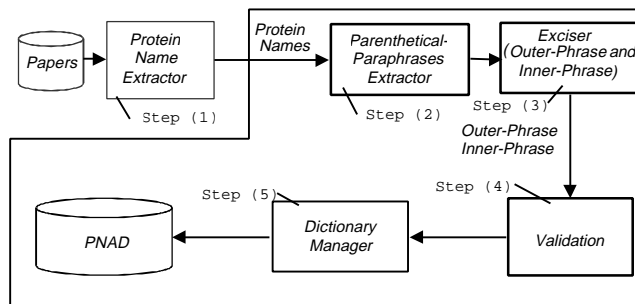 Papers
Protein
Name
Extractor
Step (1)
Protein
Names
Parenthetical-
Paraphrases
Extractor
Step (2)
Exciser
(Outer-Phrase and
Inner-Phrase)
Step (3)
Outer-Phrase
Inner-Phrase
Step (4)
Validation
Step (5)
Dictionary
Manager
PNAD